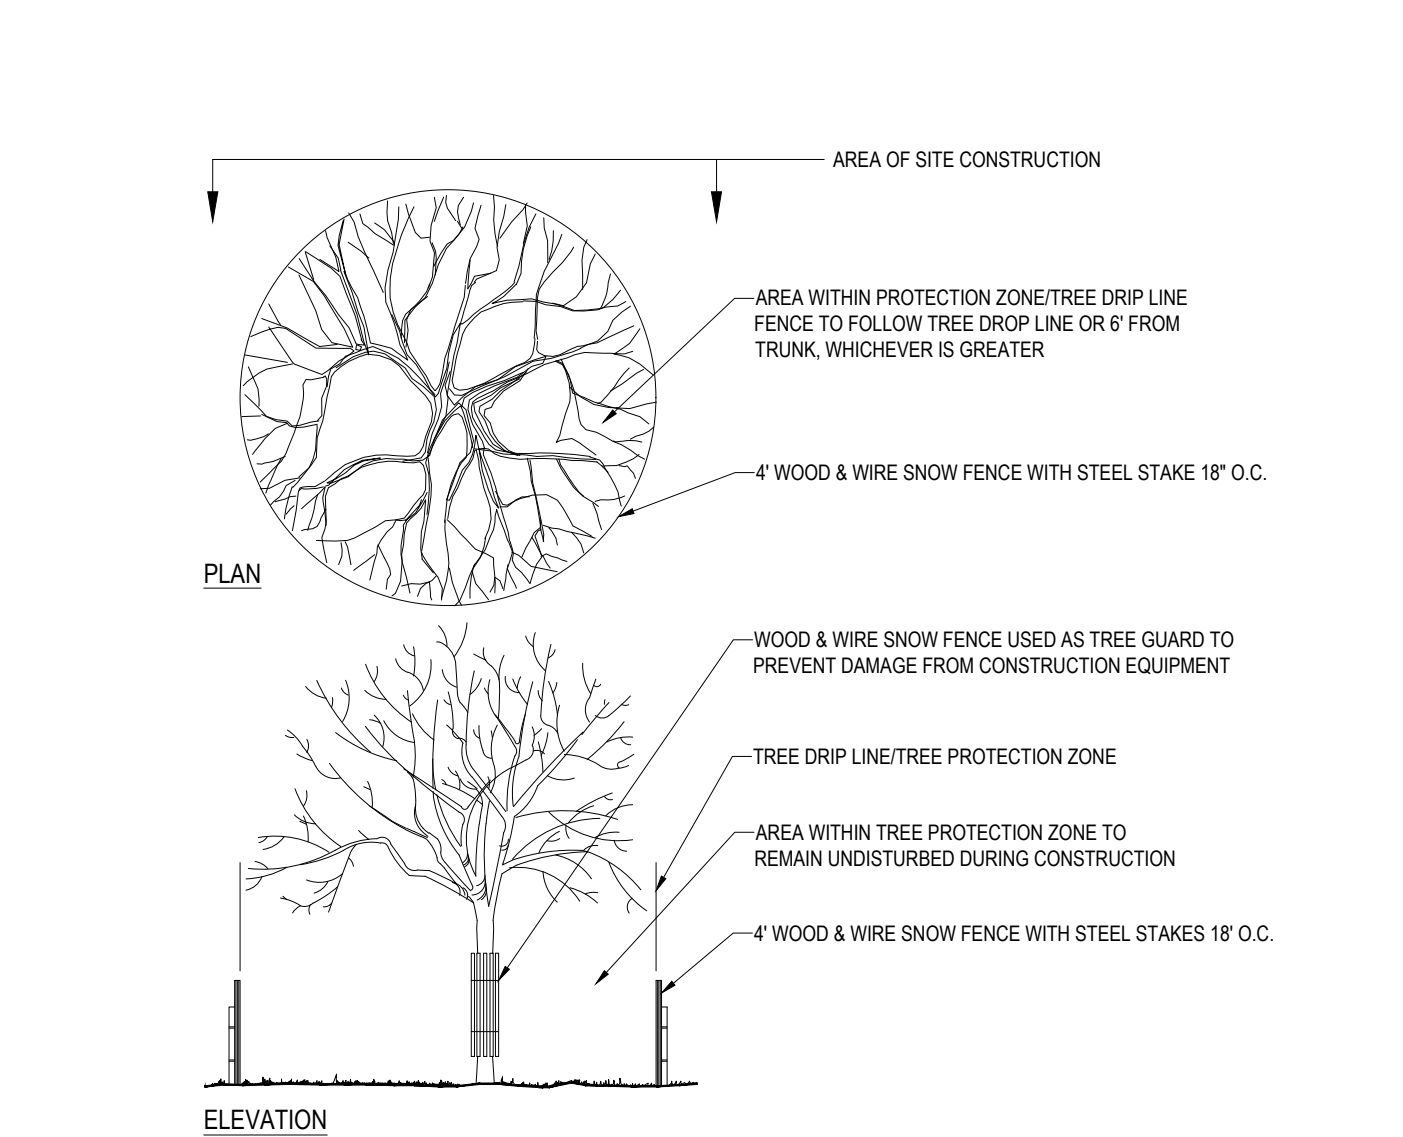 AREA OF SITE CONSTRUCTION
AREA WITHIN PROTECTION ZONE/TREE DRIP LINE
FENCE TO FOLLOW TREE DROP LINE OR 6' FROM
TRUNK, WHICHEVER IS GREATER
4' WOOD & WIRE SNOW FENCE WITH STEEL STAKE 18" O.C.
PLAN
WOOD & WIRE SNOW FENCE USED AS TREE GUARD TO
PREVENT DAMAGE FROM CONSTRUCTION EQUIPMENT
TREE DRIP LINE/TREE PROTECTION ZONE
AREA WITHIN TREE PROTECTION ZONE TO
REMAIN UNDISTURBED DURING CONSTRUCTION
4' WOOD & WIRE SNOW FENCE WITH STEEL STAKES 18' O.C.
ELEVATION